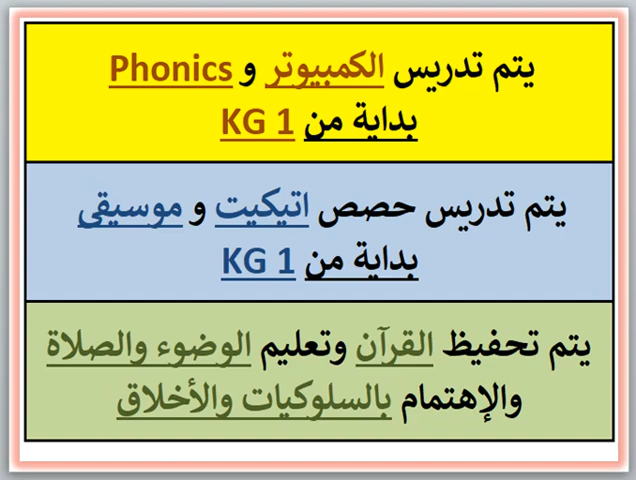 يتم تدريس الكمبيوتر و Phonics
بداية من KG 1
يتم تدريس حصص اتيكيت و موسيقى
بداية من KG 1
يتم تحفيظ القرآن وتعليم الوضوء والصلاة
والإهتمام بالسلوكيات والأخلاق